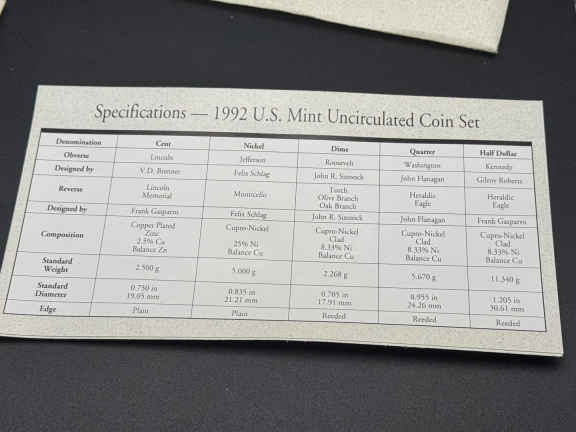 Specifications — 1992 U.S. Mint Uncirculated Coin Set
Denomination Cent Nickel Dime Quarter Half Dollar
Obverse Lincoln Jefferson Roosevelt Washington Kennedy
Designed by V.D. Brenner Felix Schlag John R. Sinnock John Flanagan Gilroy Roberts
Reverse Lincoln Memorial Monticello Torch Olive Branch Oak Branch Heraldic Eagle Heraldic Eagle
Designed by Frank Gasparro Felix Schlag John R. Sinnock John Flanagan Frank Gasparro
Composition Copper Plated Zinc 2.5% Cu Balance Zn Cupro-Nickel 25% Ni Balance Cu Cupro-Nickel Clad 8.33% Ni Balance Cu Cupro-Nickel Clad 8.33% Ni Balance Cu Cupro-Nickel Clad 8.33% Ni Balance Cu
Standard Weight 2.500 g 5.000 g 2.268 g 5.670 g 11.340 g
Standard Diameter 0.750 in 19.05 mm 0.835 in 21.21 mm 0.705 in 17.91 mm 0.955 in 24.26 mm 1.205 in 30.61 mm
Edge Plain Plain Reeded Reeded Reeded